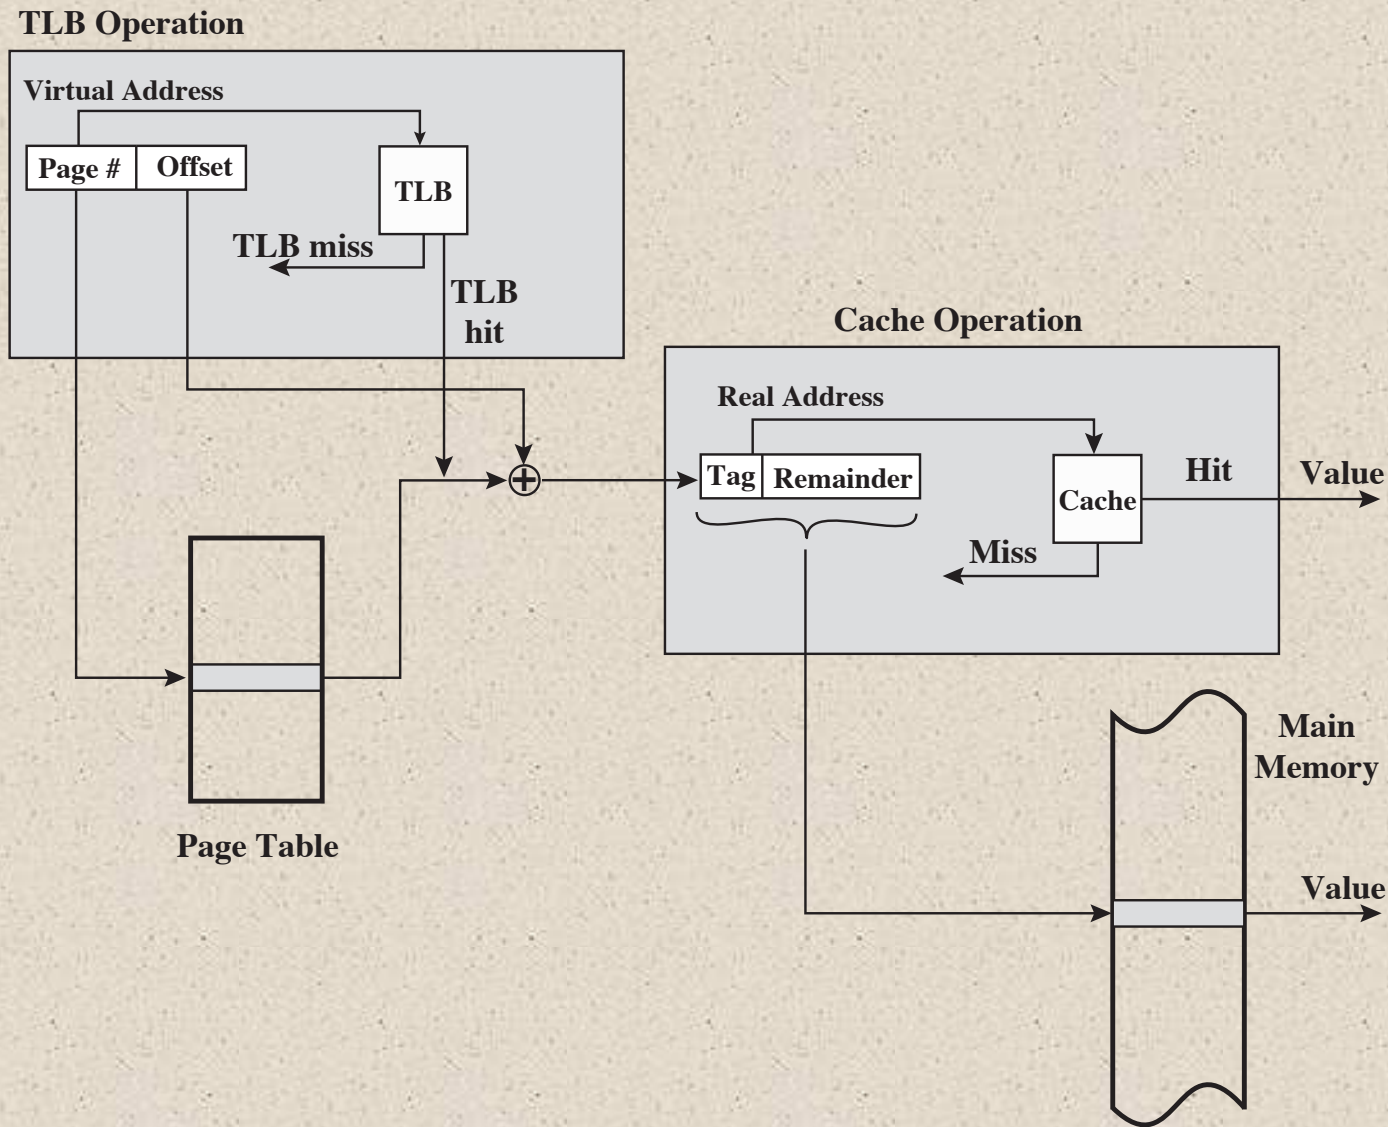 TLB Operation
Virtual Address
Page #
Offset
TLB
TLB miss
TLB
hit
Cache Operation
Real Address
Tag
Remainder
Cache
Hit
Value
Miss
Page Table
Main
Memory
Value